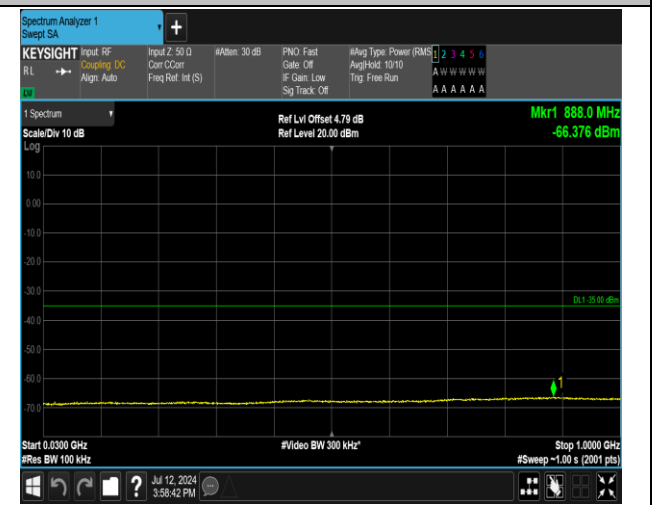 Spectrum Analyzer 1
Swept SA
+
KEYSIGHT Input: RF Input Z: 50 Ω #Atten: 30 dB PNO: Fast #Avg Type: Power (RMS 1 2 3 4 5 6
RL Coupling: DC Corr CCorr Gate: Off Avg|Hold: 10/10 A W W W W W
Align: Auto Freq Ref: Int (S) IF Gain: Low Trig: Free Run
Sig Track: Off A A A A A A
1 Spectrum Ref Lvl Offset 4.79 dB Mkr1 888.0 MHz
Scale/Div 10 dB Ref Level 20.00 dBm -66.376 dBm
Log
10.0
0.00
-10.0
-20.0
-30.0
DL1 -35.00 dBm
-40.0
-50.0
-60.0
1
-70.0
Start 0.0300 GHz #Video BW 300 kHz* Stop 1.0000 GHz
#Res BW 100 kHz #Sweep ~1.00 s (2001 pts)
? Jul 12, 2024
3:58:42 PM